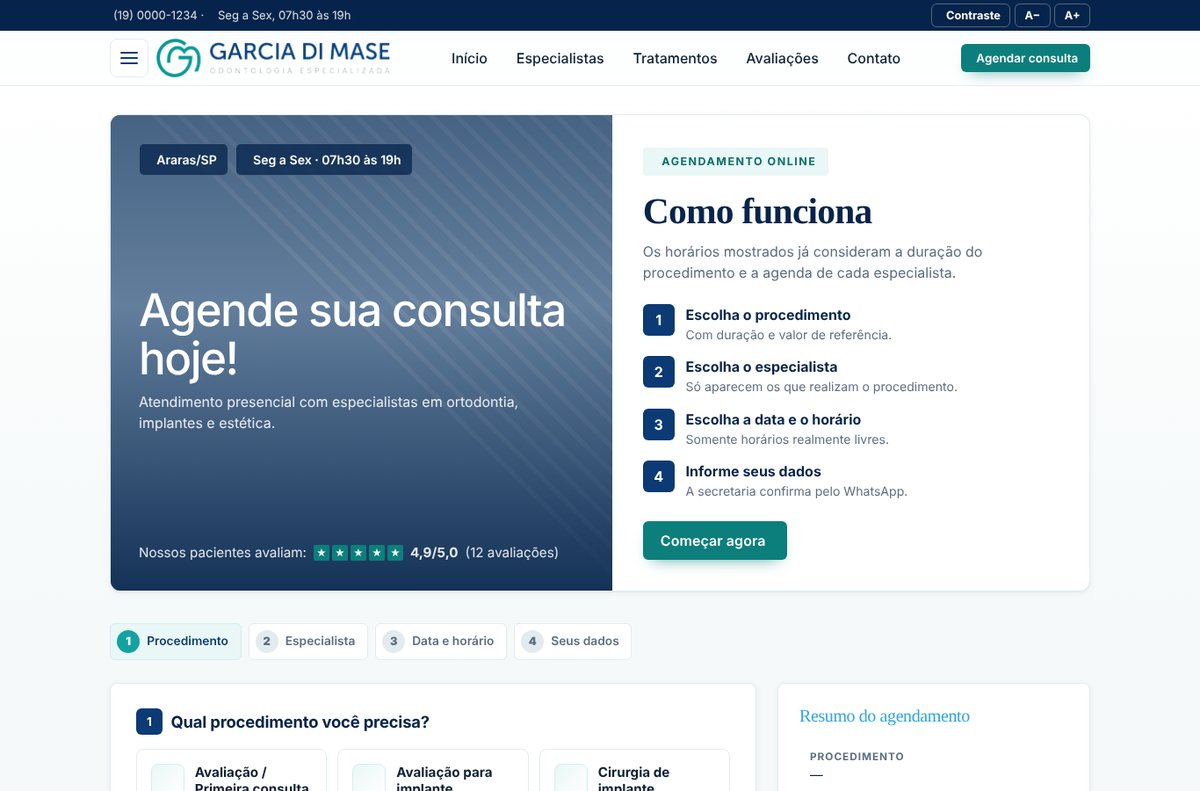 (19) 0000-1234 · Seg a Sex, 07h30 às 19h
Contraste A− A+
GARCIA DI MASE
ODONTOLOGIA ESPECIALIZADA
Início Especialistas Tratamentos Avaliações Contato
Agendar consulta
Araras/SP
Seg a Sex · 07h30 às 19h
Agende sua consulta
hoje!
Atendimento presencial com especialistas em ortodontia,
implantes e estética.
Nossos pacientes avaliam: ★ ★ ★ ★ ★ 4,9/5,0 (12 avaliações)
AGENDAMENTO ONLINE
Como funciona
Os horários mostrados já consideram a duração do
procedimento e a agenda de cada especialista.
1 Escolha o procedimento
Com duração e valor de referência.
2 Escolha o especialista
Só aparecem os que realizam o procedimento.
3 Escolha a data e o horário
Somente horários realmente livres.
4 Informe seus dados
A secretaria confirma pelo WhatsApp.
Começar agora
1 Procedimento
2 Especialista
3 Data e horário
4 Seus dados
1 Qual procedimento você precisa?
Avaliação /
Primeira consulta
Avaliação para
implante
Cirurgia de
implante
Resumo do agendamento
PROCEDIMENTO
—